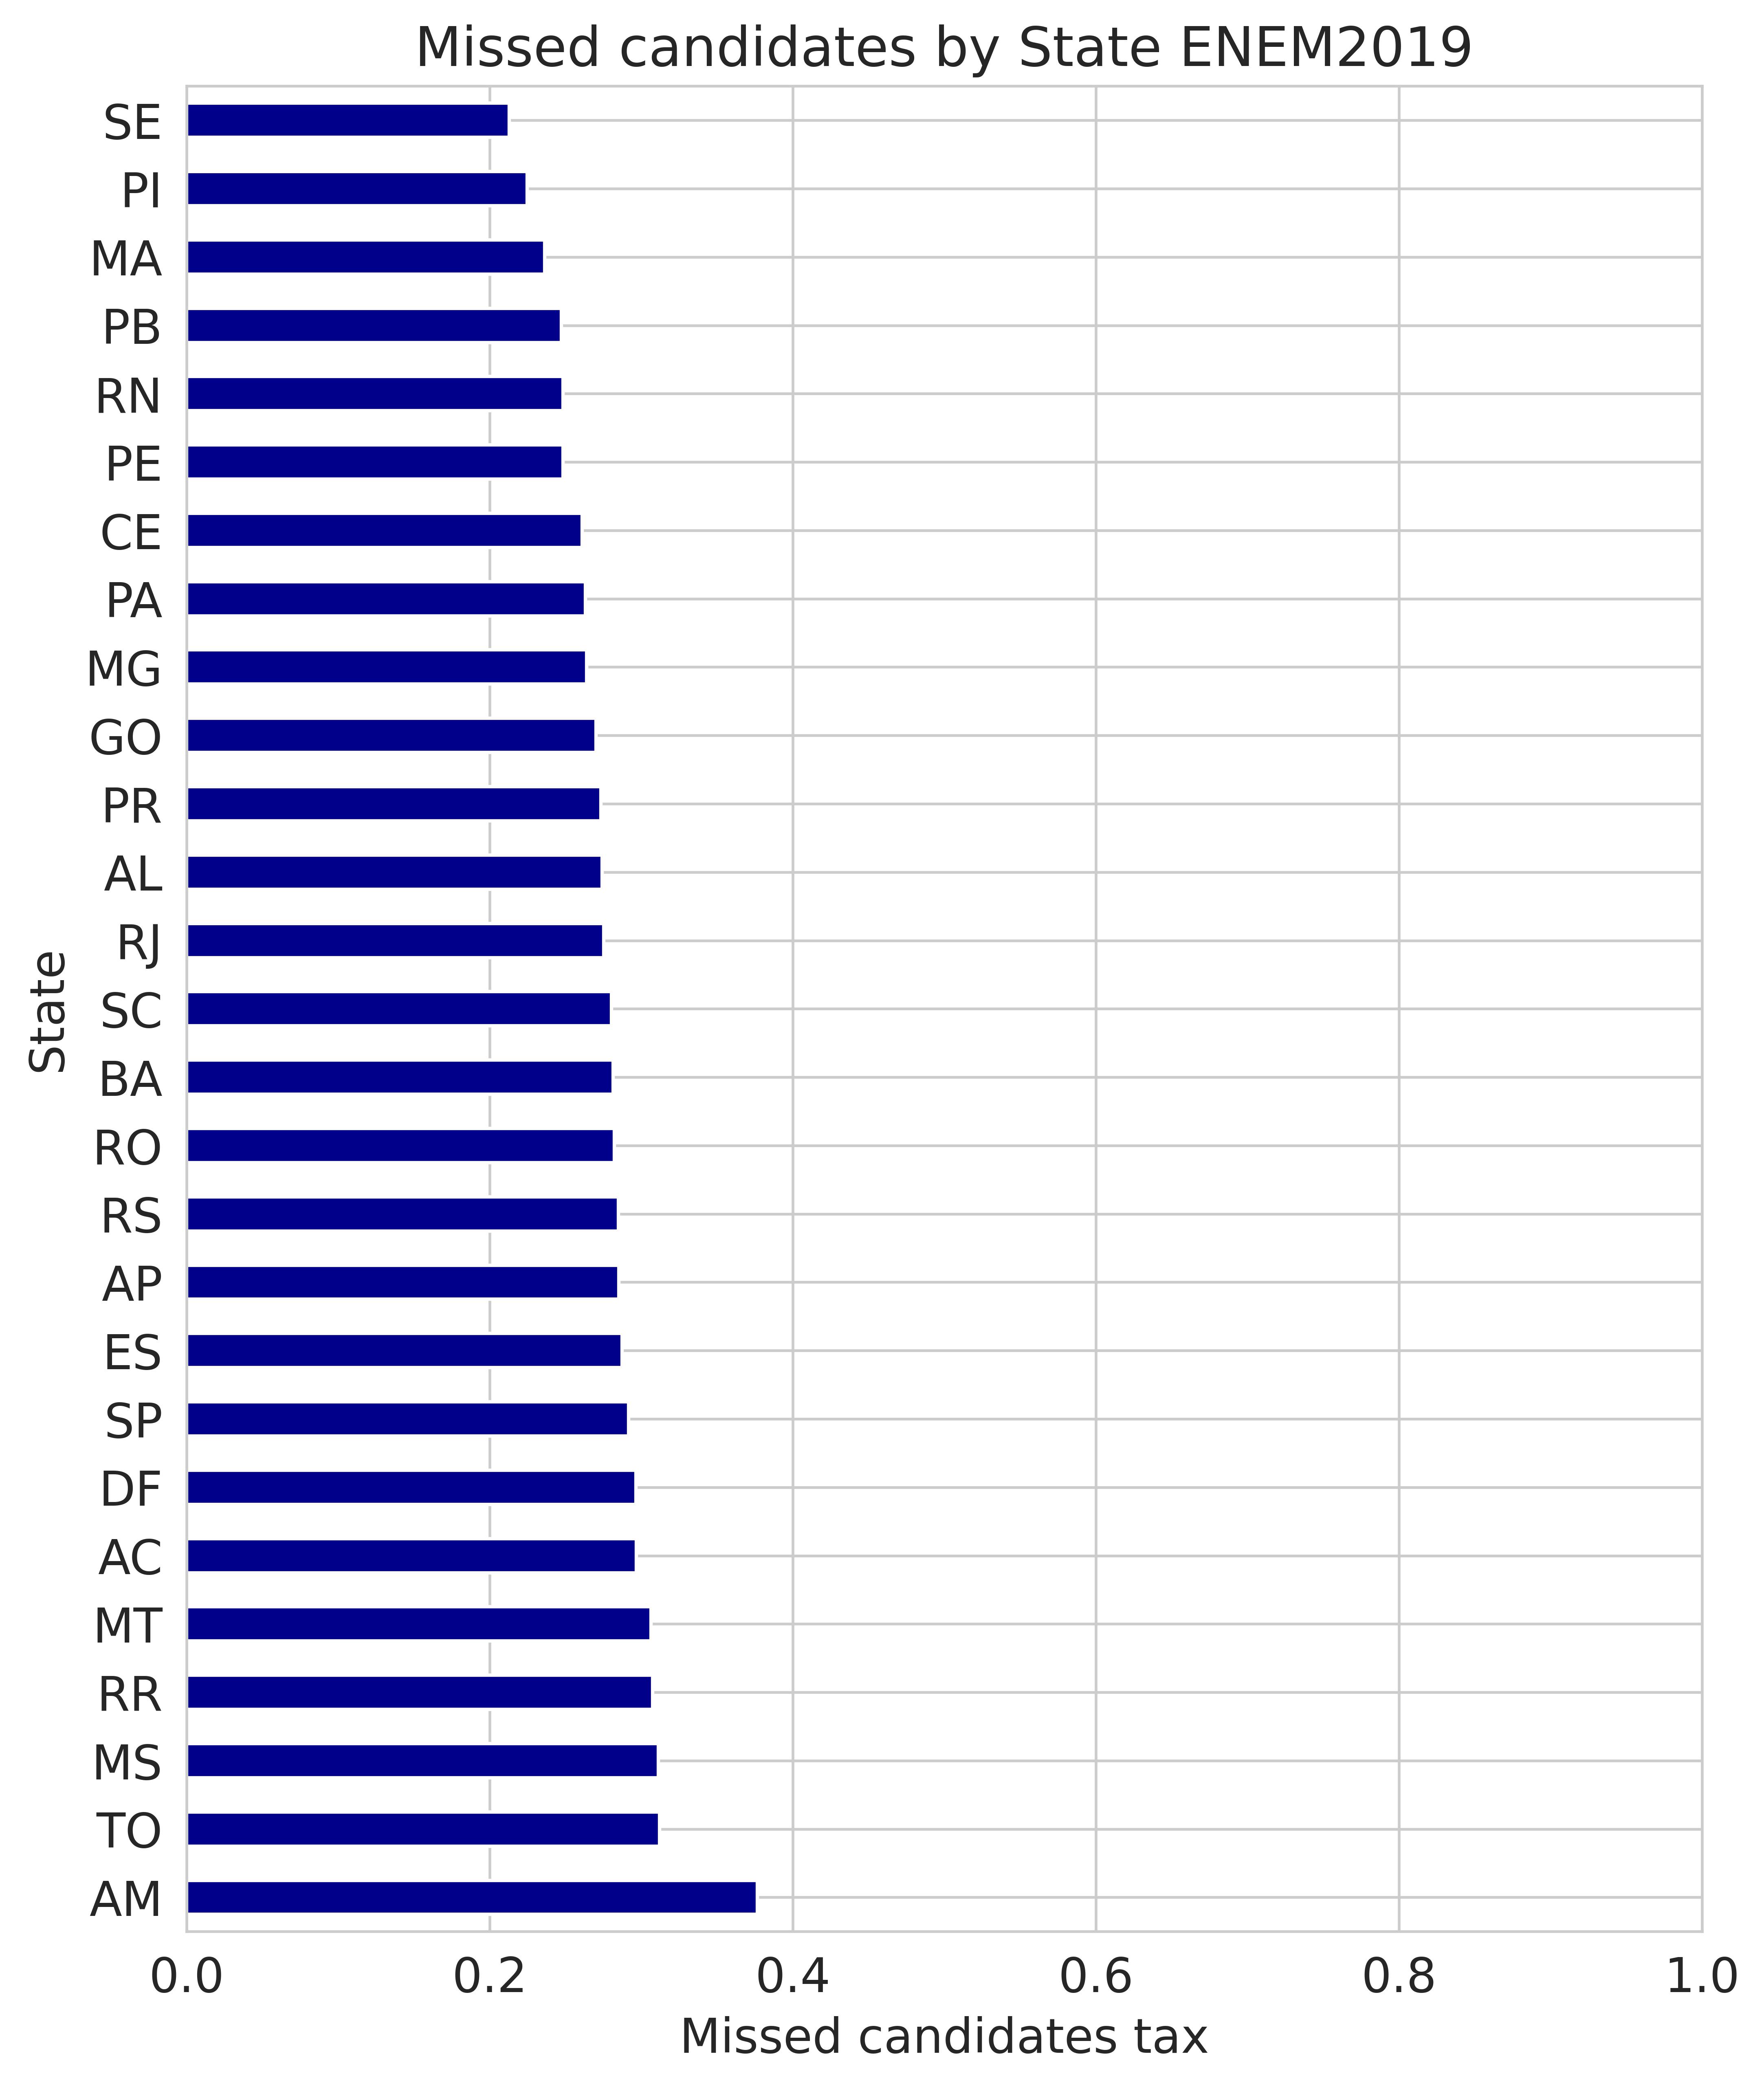 Missed candidates by State ENEM2019
SE
PI
MA
PB
RN
PE
CE
PA
MG
GO
PR
AL
RJ
SC
BA
RO
RS
AP
ES
SP
DF
AC
MT
RR
MS
TO
AM
State
0.0 0.2 0.4 0.6 0.8 1.0
Missed candidates tax